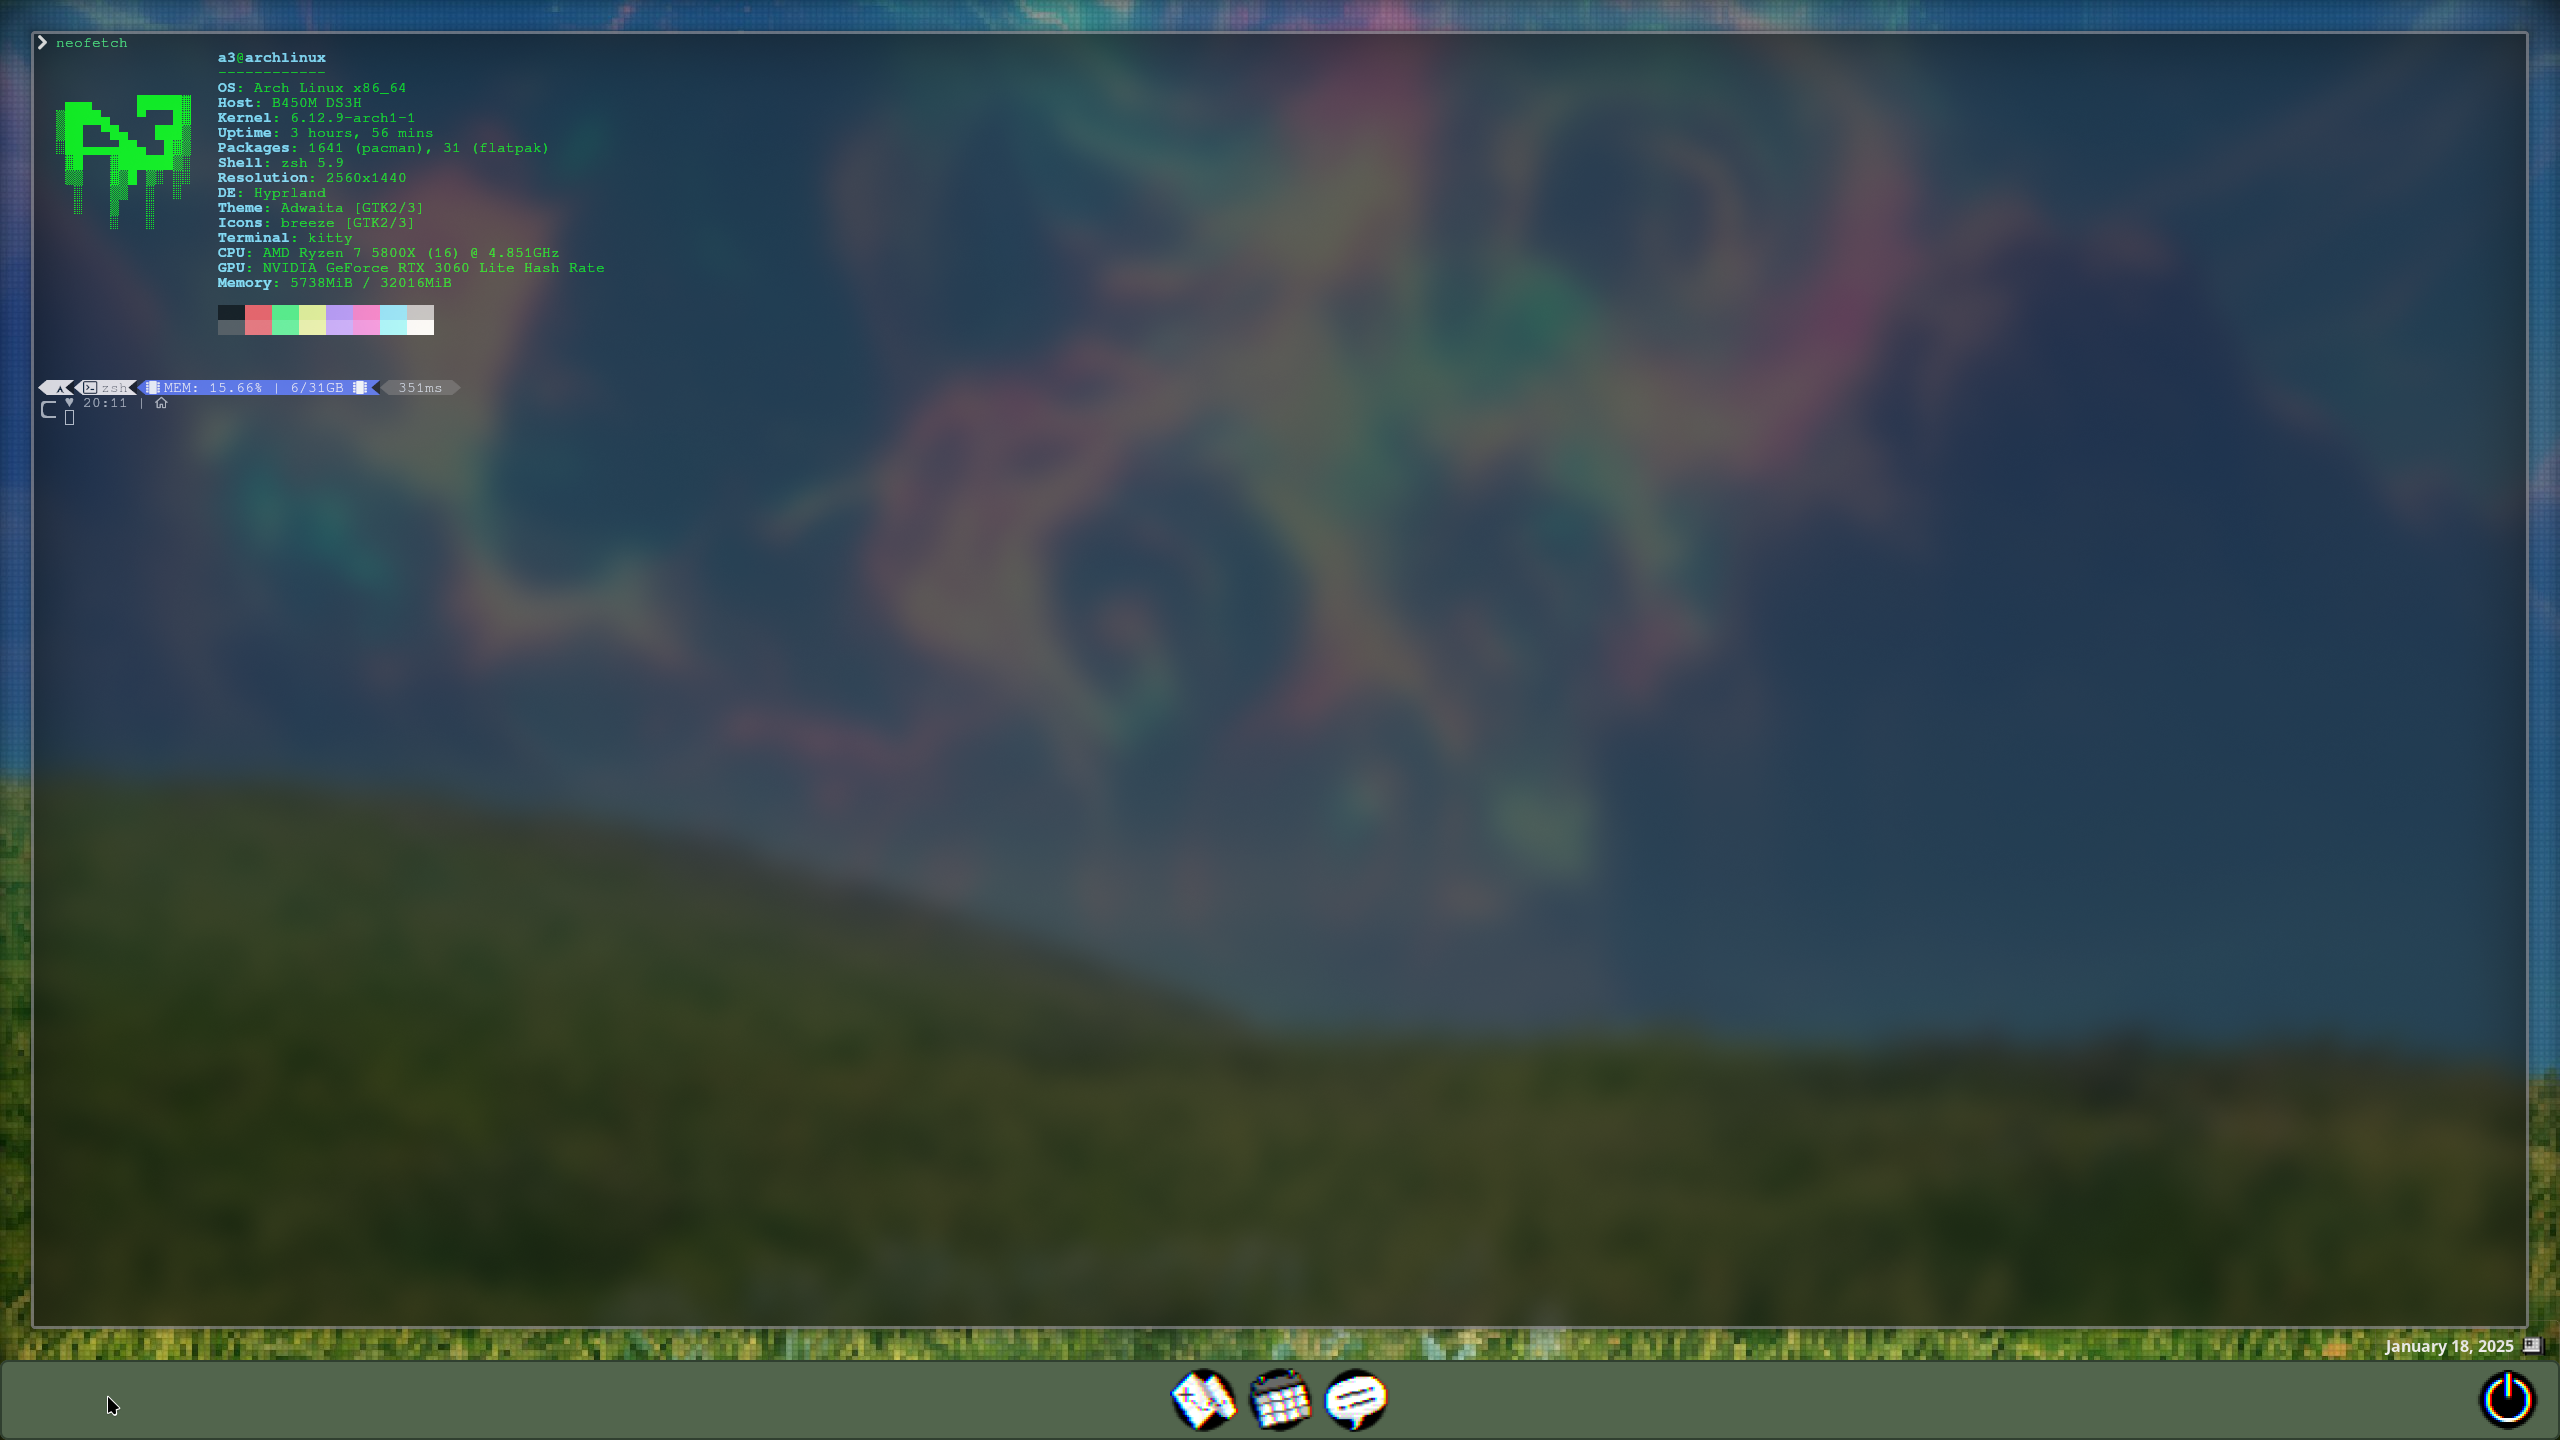 ❯ neofetch
a3@archlinux
------------
OS: Arch Linux x86_64
Host: B450M DS3H
Kernel: 6.12.9-arch1-1
Uptime: 3 hours, 56 mins
Packages: 1641 (pacman), 31 (flatpak)
Shell: zsh 5.9
Resolution: 2560x1440
DE: Hyprland
Theme: Adwaita [GTK2/3]
Icons: breeze [GTK2/3]
Terminal: kitty
CPU: AMD Ryzen 7 5800X (16) @ 4.851GHz
GPU: NVIDIA GeForce RTX 3060 Lite Hash Rate
Memory: 5738MiB / 32016MiB
zsh MEM: 15.66% | 6/31GB 351ms
♥ 20:11 |
January 18, 2025